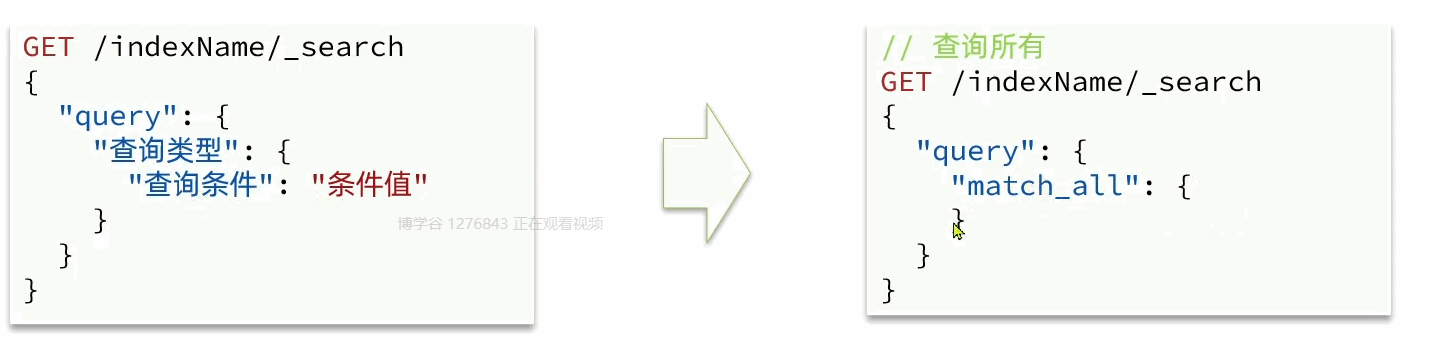 GET /indexName/_search
{
  "query": {
    "查询类型": {
      "查询条件": "条件值"
    }
  }
}
博学谷 1276843 正在观看视频
// 查询所有
GET /indexName/_search
{
  "query": {
    "match_all": {
    }
  }
}